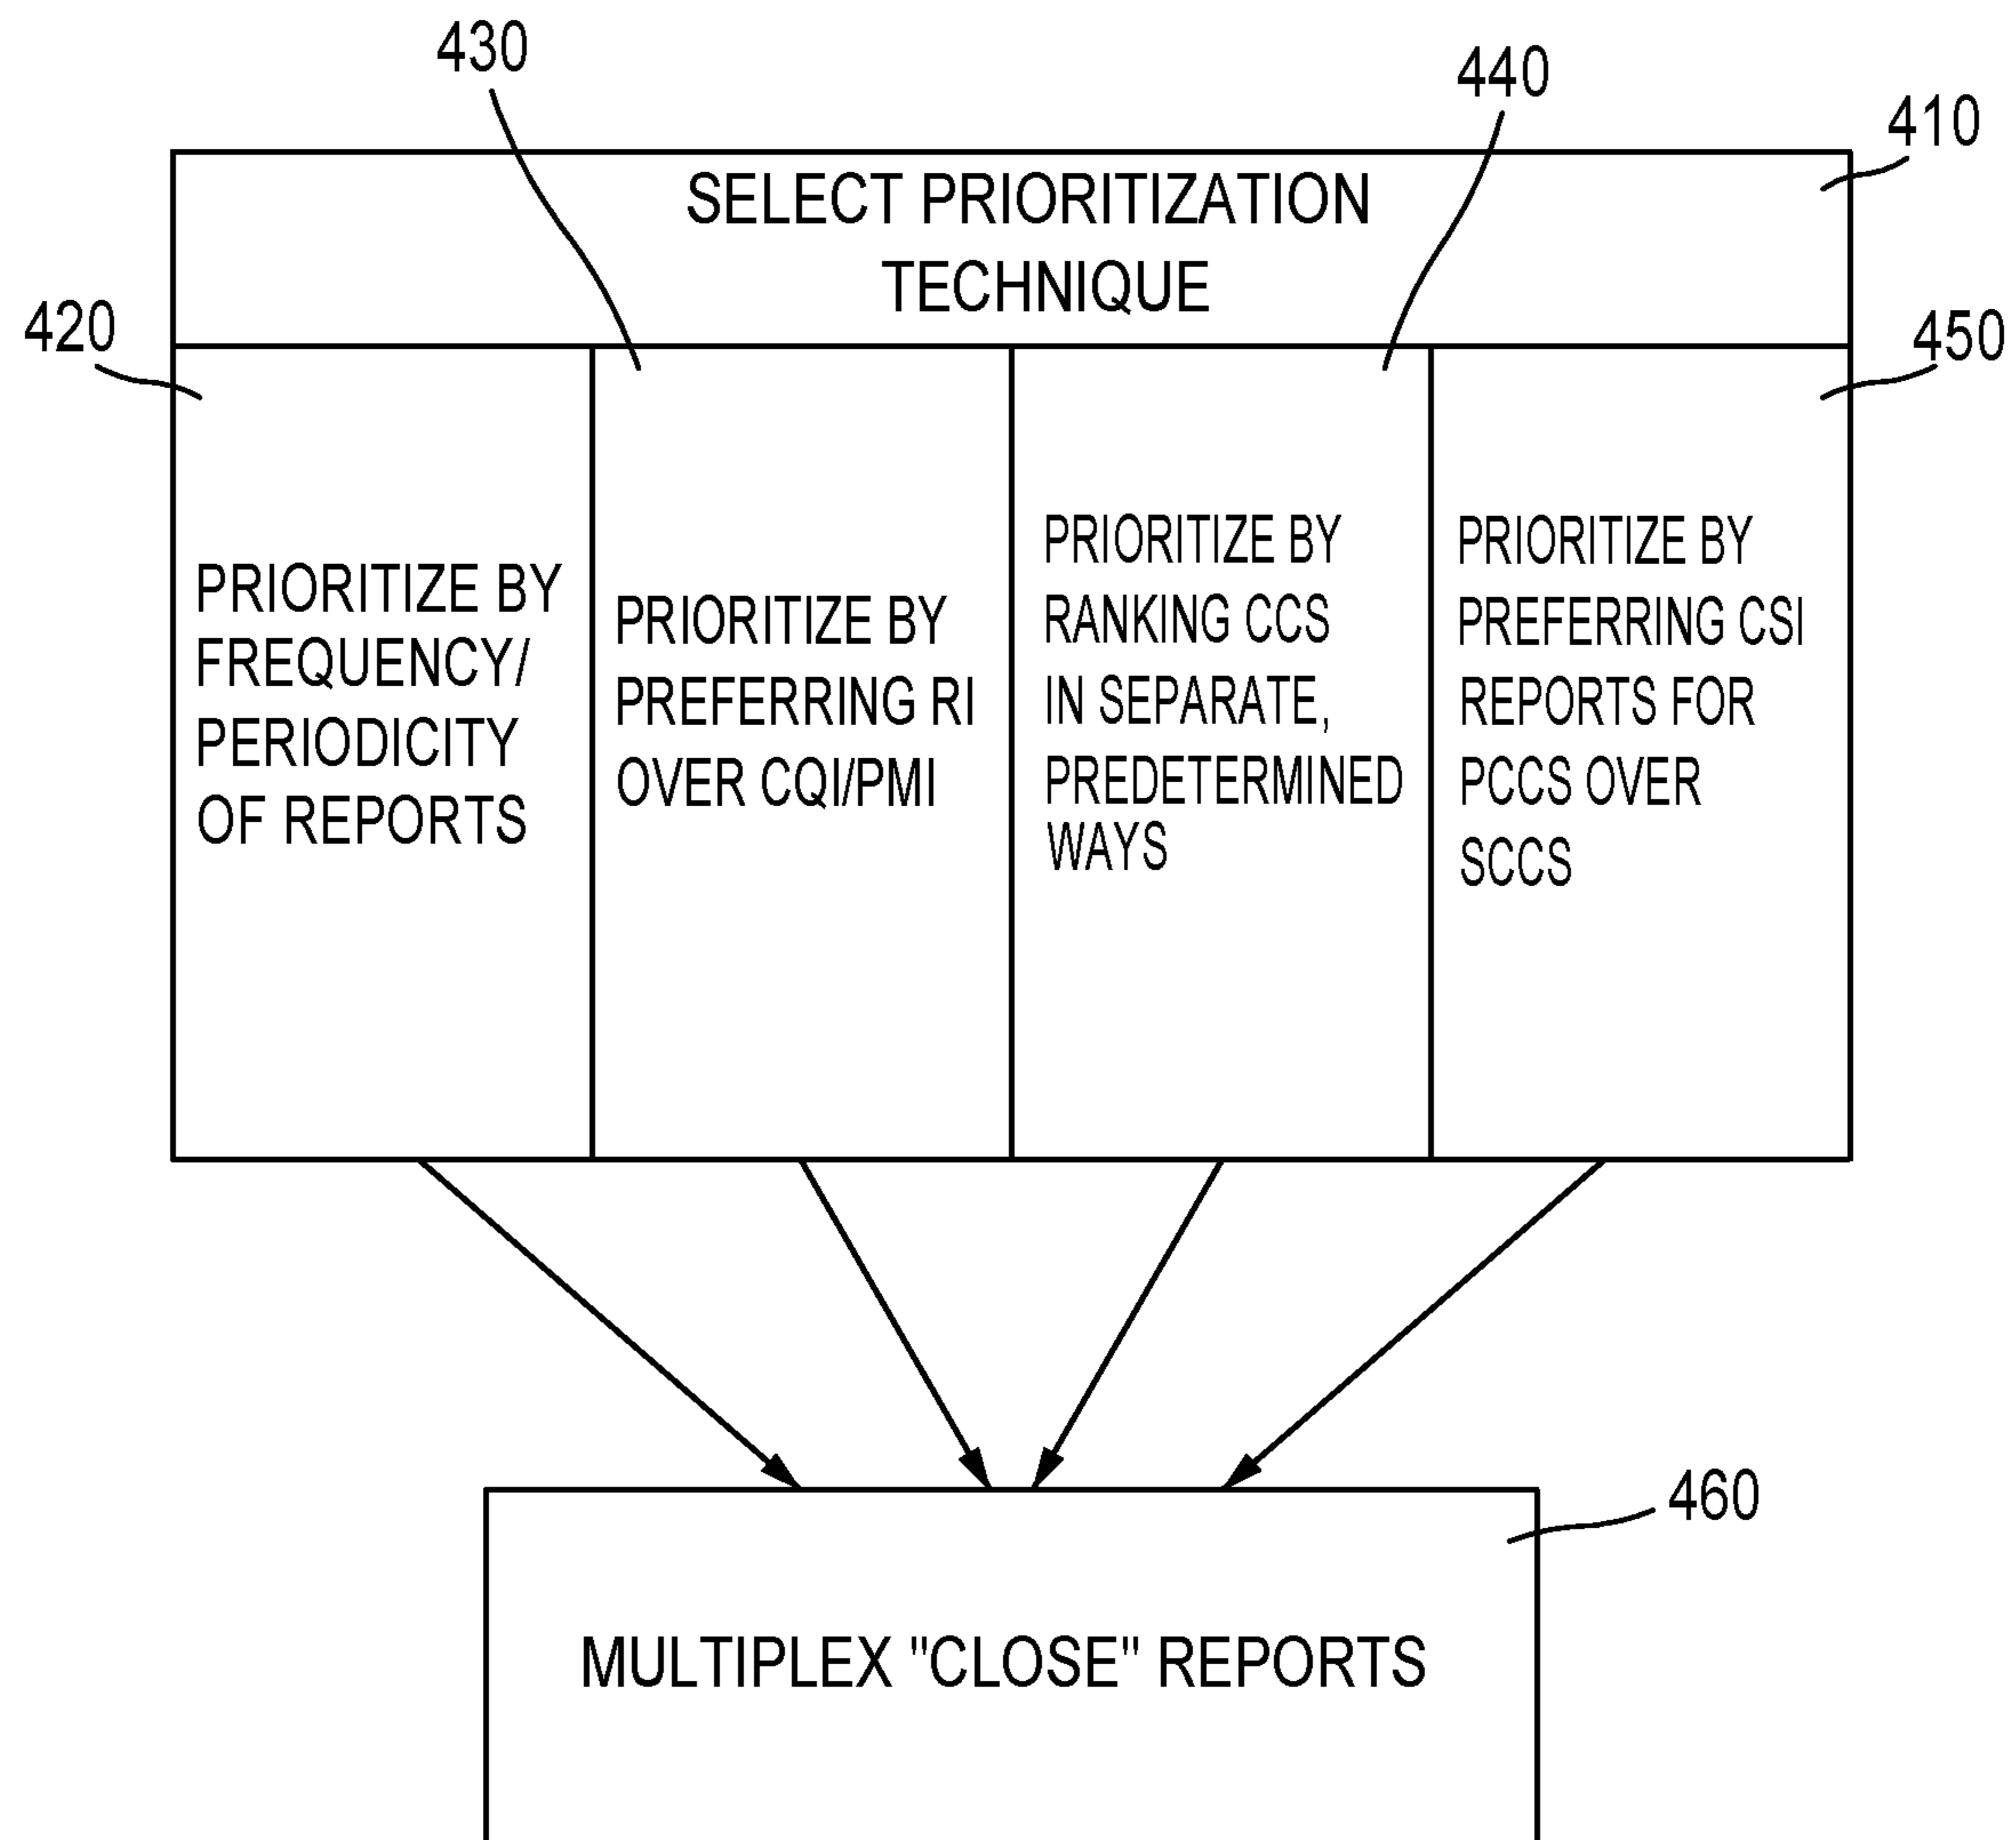 430
440
410
SELECT PRIORITIZATION
TECHNIQUE
420
450
PRIORITIZE BY
FREQUENCY/
PERIODICITY
OF REPORTS
PRIORITIZE BY
PREFERRING RI
OVER CQI/PMI
PRIORITIZE BY
RANKING CCS
IN SEPARATE,
PREDETERMINED
WAYS
PRIORITIZE BY
PREFERRING CSI
REPORTS FOR
PCCS OVER
SCCS
460
MULTIPLEX "CLOSE" REPORTS